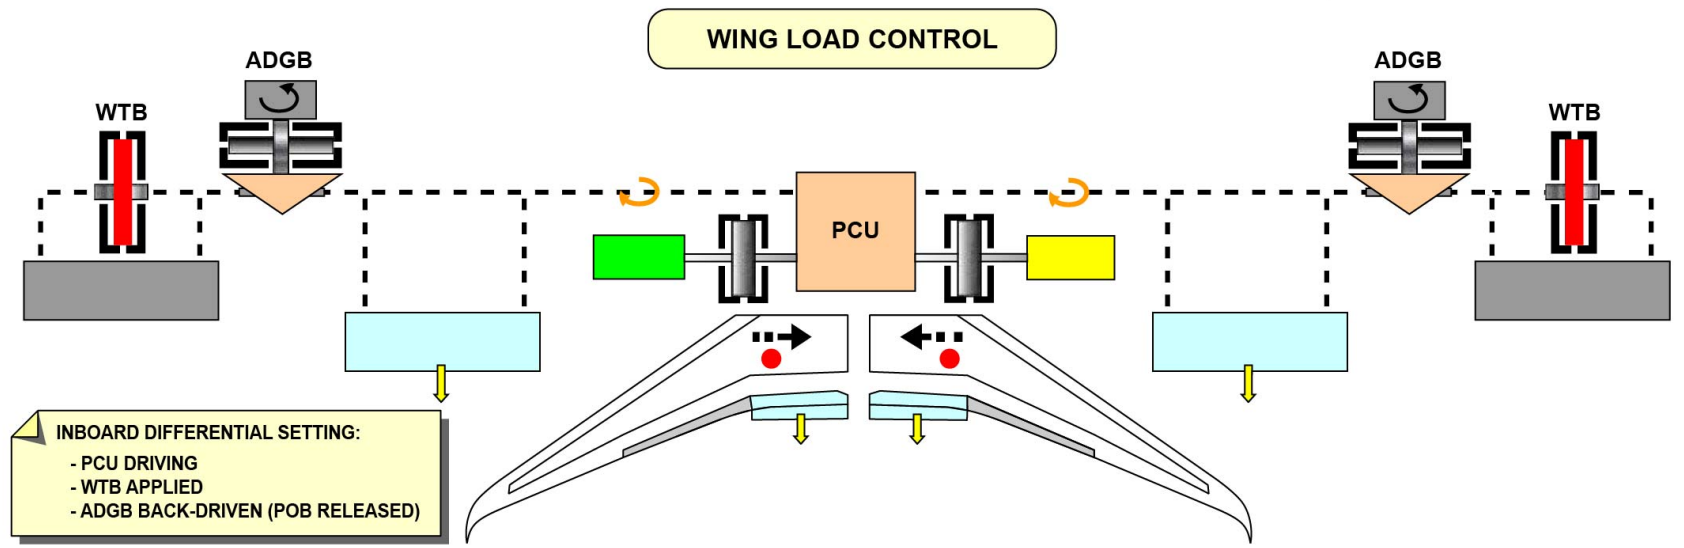 WING LOAD CONTROL
ADGB
ADGB
WTB
WTB
PCU
INBOARD DIFFERENTIAL SETTING:
- PCU DRIVING
- WTB APPLIED
- ADGB BACK-DRIVEN (POB RELEASED)